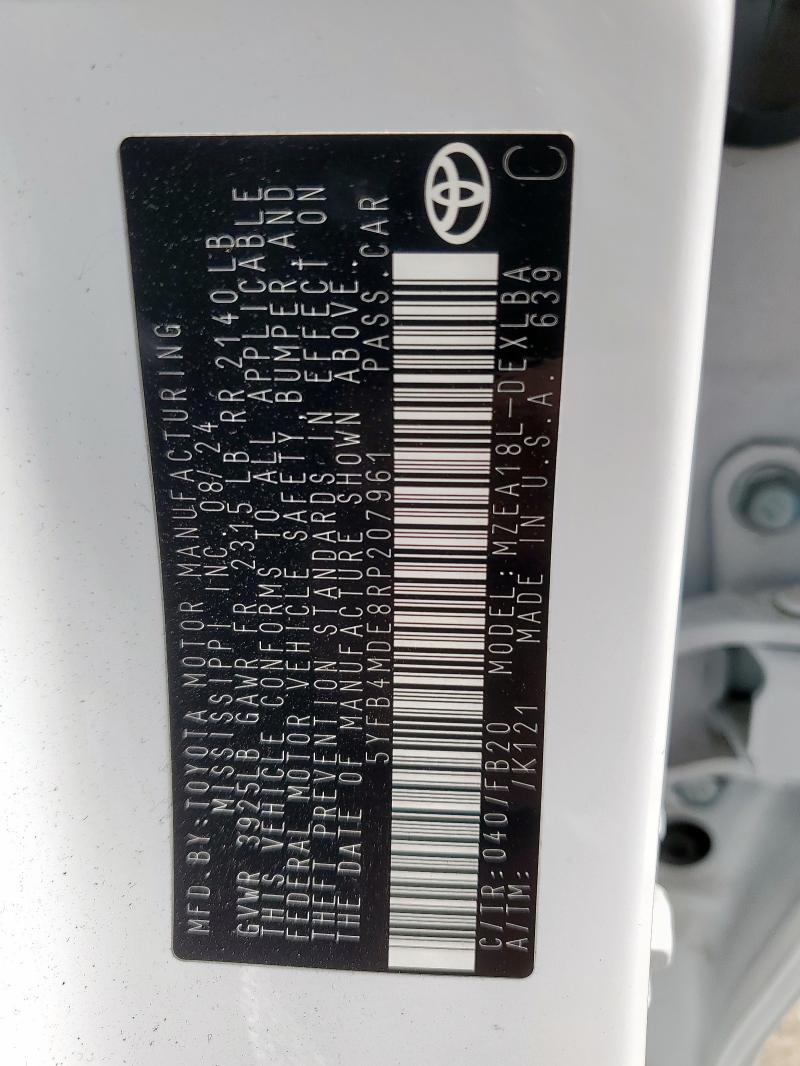 MFD.BY:TOYOTA MOTOR MANUFACTURING
MISSISSIPPI INC. 08/24
GVWR 3925LB GAWR FR 2315 LB RR 2140 LB
THIS VEHICLE CONFORMS TO ALL APPLICABLE
FEDERAL MOTOR VEHICLE SAFETY,BUMPER,AND
THEFT PREVENTION STANDARDS IN EFFECT ON
THE DATE OF MANUFACTURE SHOWN ABOVE.
5YFB4MDE8RP207961 PASS.CAR
C/TR:040/FB20 MODEL:MZEA18L-DEXLBA
A/TM: /K121 MADE IN U.S.A. 639
C